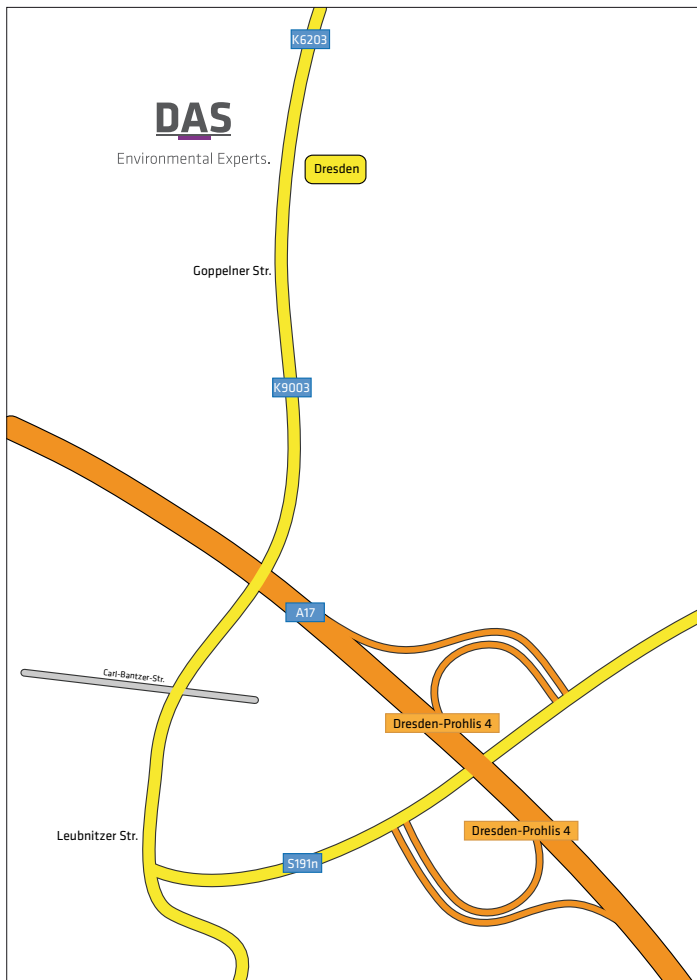 K6203
DAS
Environmental Experts.
Dresden
Goppelner Str.
K9003
A17
Carl-Bantzer-Str.
Dresden-Prohlis 4
Dresden-Prohlis 4
Leubnitzer Str.
S191n